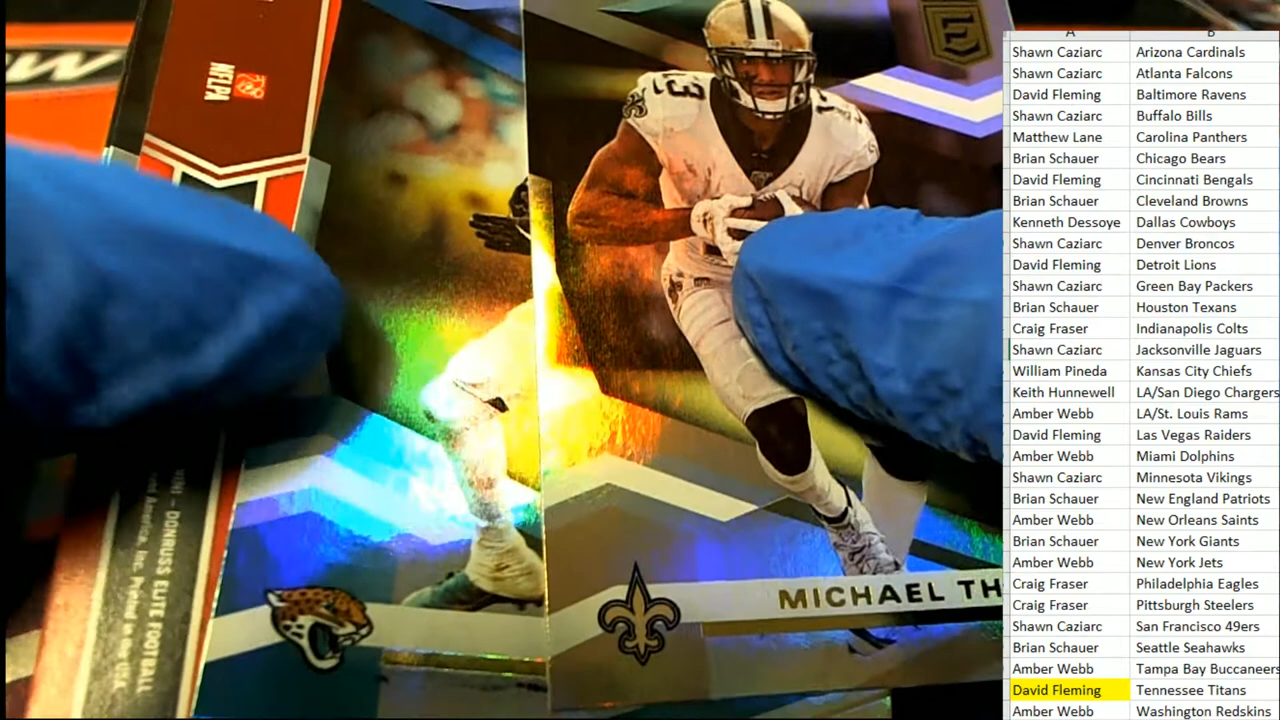 NFLPA
13
E
MICHAEL TH
DONRUSS ELITE FOOTBALL
America, Inc. Printed in the USA.
A B
Shawn Caziarc Arizona Cardinals
Shawn Caziarc Atlanta Falcons
David Fleming Baltimore Ravens
Shawn Caziarc Buffalo Bills
Matthew Lane Carolina Panthers
Brian Schauer Chicago Bears
David Fleming Cincinnati Bengals
Brian Schauer Cleveland Browns
Kenneth Dessoye Dallas Cowboys
Shawn Caziarc Denver Broncos
David Fleming Detroit Lions
Shawn Caziarc Green Bay Packers
Brian Schauer Houston Texans
Craig Fraser Indianapolis Colts
Shawn Caziarc Jacksonville Jaguars
William Pineda Kansas City Chiefs
Keith Hunnewell LA/San Diego Chargers
Amber Webb LA/St. Louis Rams
David Fleming Las Vegas Raiders
Amber Webb Miami Dolphins
Shawn Caziarc Minnesota Vikings
Brian Schauer New England Patriots
Amber Webb New Orleans Saints
Brian Schauer New York Giants
Amber Webb New York Jets
Craig Fraser Philadelphia Eagles
Craig Fraser Pittsburgh Steelers
Shawn Caziarc San Francisco 49ers
Brian Schauer Seattle Seahawks
Amber Webb Tampa Bay Buccaneers
David Fleming Tennessee Titans
Amber Webb Washington Redskins